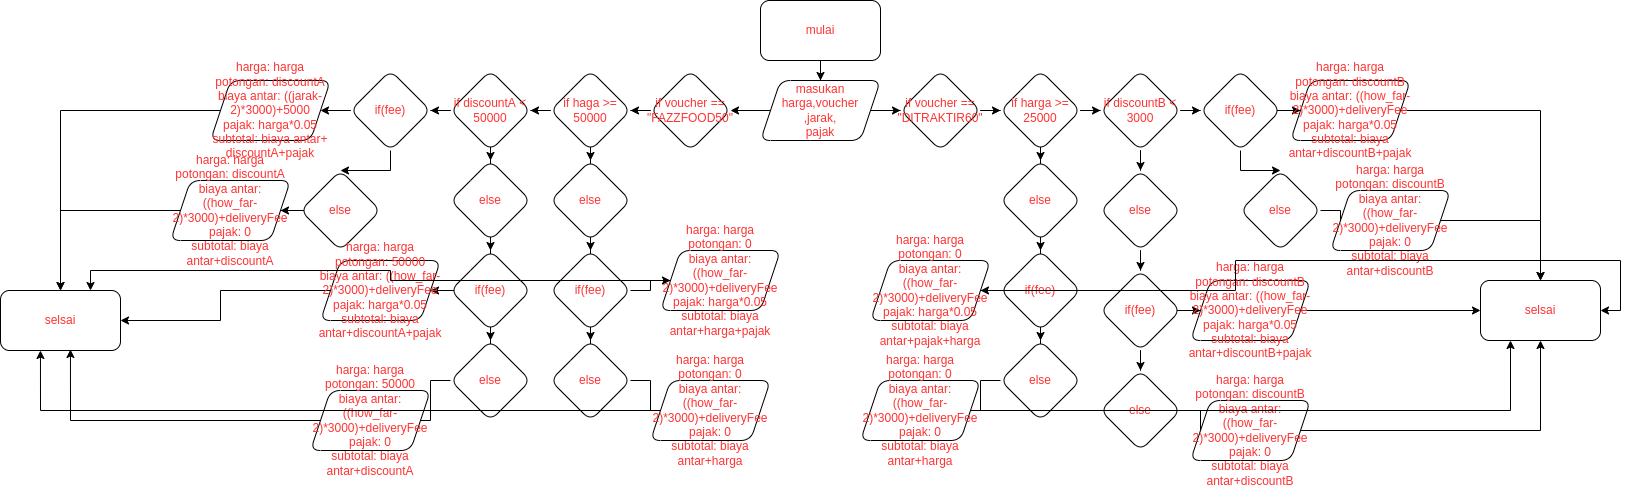 mulai
masukan
harga,voucher
,jarak,
pajak
if voucher ==
"FAZZFOOD50"
if haga >=
50000
if discountA <
50000
if(fee)
harga: harga
potongan: discountA
biaya antar: ((jarak-
2)*3000)+5000
pajak: harga*0.05
subtotal: biaya antar+
discountA+pajak
else
harga: harga
potongan: discountA
biaya antar:
((how_far-
2)*3000)+deliveryFee
pajak: 0
subtotal: biaya
antar+discountA
else
if(fee)
harga: harga
potongan: 50000
biaya antar: ((how_far-
2)*3000)+deliveryFee
pajak: harga*0.05
subtotal: biaya
antar+discountA+pajak
else
harga: harga
potongan: 50000
biaya antar:
((how_far-
2)*3000)+deliveryFee
pajak: 0
subtotal: biaya
antar+discountA
else
if(fee)
harga: harga
potongan: 0
biaya antar:
((how_far-
2)*3000)+deliveryFee
pajak: harga*0.05
subtotal: biaya
antar+harga+pajak
else
harga: harga
potongan: 0
biaya antar:
((how_far-
2)*3000)+deliveryFee
pajak: 0
subtotal: biaya
antar+harga
selsai
if voucher ==
"DITRAKTIR60"
if harga >=
25000
if discountB <
3000
if(fee)
harga: harga
potongan: discountB
biaya antar: ((how_far-
2)*3000)+deliveryFee
pajak: harga*0.05
subtotal: biaya
antar+discountB+pajak
else
harga: harga
potongan: discountB
biaya antar:
((how_far-
2)*3000)+deliveryFee
pajak: 0
subtotal: biaya
antar+discountB
else
if(fee)
harga: harga
potongan: discountB
biaya antar: ((how_far-
2)*3000)+deliveryFee
pajak: harga*0.05
subtotal: biaya
antar+discountB+pajak
else
harga: harga
potongan: discountB
biaya antar:
((how_far-
2)*3000)+deliveryFee
pajak: 0
subtotal: biaya
antar+discountB
else
if(fee)
harga: harga
potongan: 0
biaya antar:
((how_far-
2)*3000)+deliveryFee
pajak: harga*0.05
subtotal: biaya
antar+pajak+harga
else
harga: harga
potongan: 0
biaya antar:
((how_far-
2)*3000)+deliveryFee
pajak: 0
subtotal: biaya
antar+harga
selsai